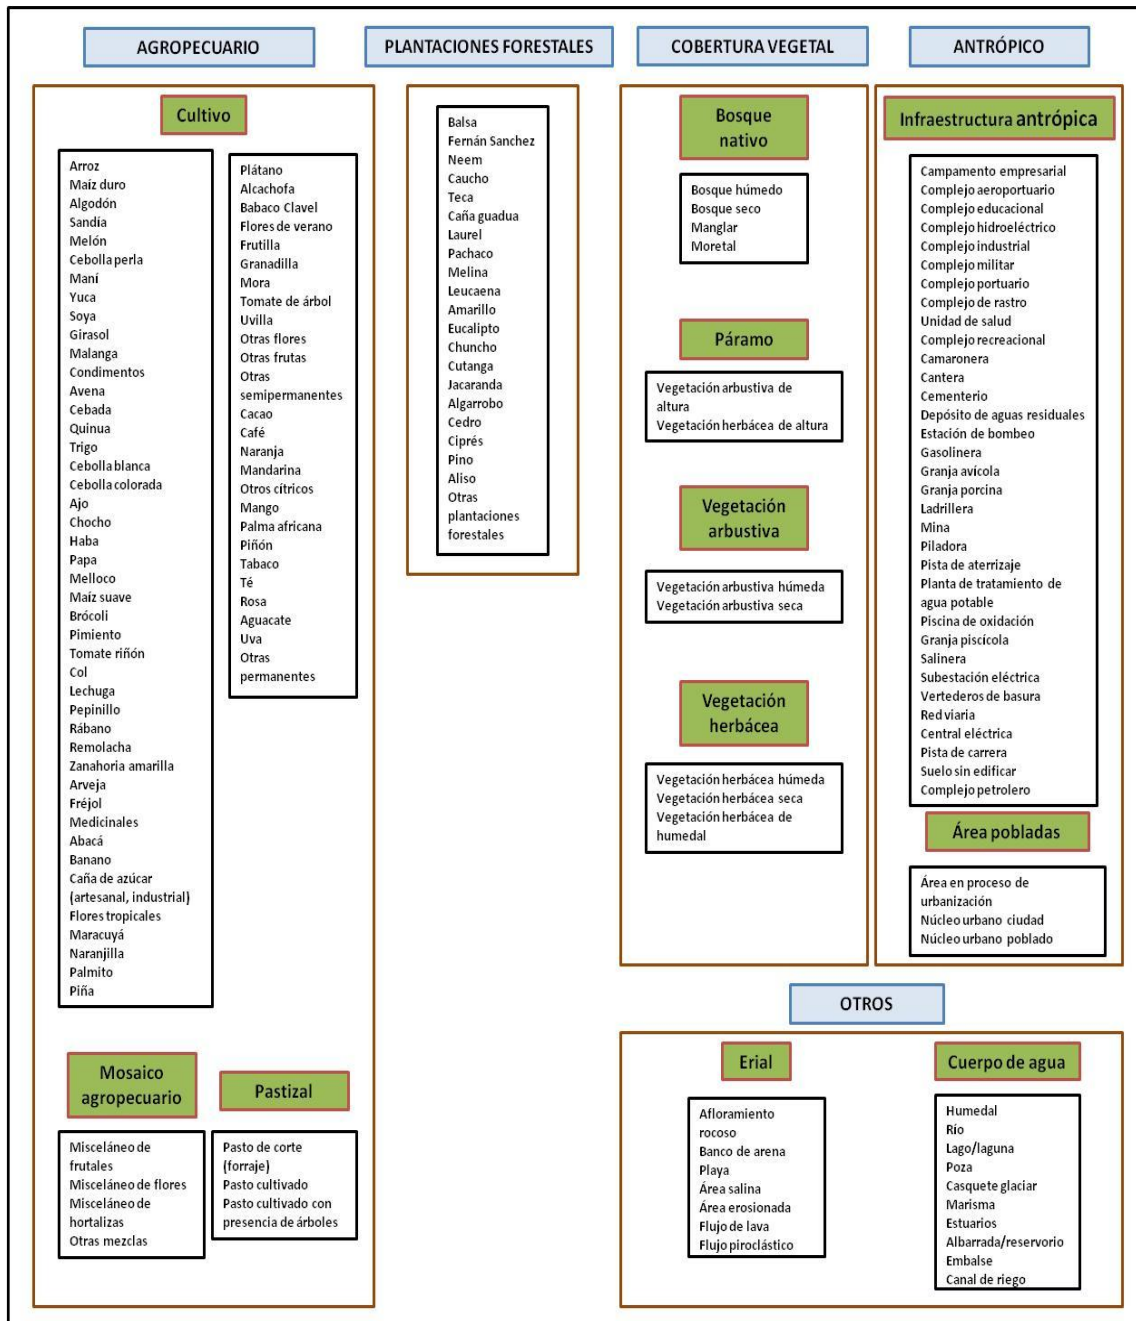 AGROPECUARIO
Cultivo
Arroz
Maíz duro
Algodón
Sandía
Melón
Cebolla perla
Maní
Yuca
Soya
Girasol
Malanga
Condimentos
Avena
Cebada
Quinua
Trigo
Cebolla blanca
Cebolla colorada
Ajo
Chocho
Haba
Papa
Melloco
Maíz suave
Brócoli
Pimiento
Tomate riñón
Col
Lechuga
Pepinillo
Rábano
Remolacha
Zanahoria amarilla
Arveja
Fréjol
Medicinales
Abacá
Banano
Caña de azúcar
(artesanal, industrial)
Flores tropicales
Maracuyá
Naranjilla
Palmito
Piña
Plátano
Alcachofa
Babaco Clavel
Flores de verano
Frutilla
Granadilla
Mora
Tomate de árbol
Uvilla
Otras flores
Otras frutas
Otras
semipermanentes
Cacao
Café
Naranja
Mandarina
Otros cítricos
Mango
Palma africana
Piñón
Tabaco
Té
Rosa
Aguacate
Uva
Otras
permanentes
Mosaico
agropecuario
Misceláneo de
frutales
Misceláneo de flores
Misceláneo de
hortalizas
Otras mezclas
Pastizal
Pasto de corte
(forraje)
Pasto cultivado
Pasto cultivado con
presencia de árboles
PLANTACIONES FORESTALES
Balsa
Fernán Sanchez
Neem
Caucho
Teca
Caña guadua
Laurel
Pachaco
Melina
Leucaena
Amarillo
Eucalipto
Chuncho
Cutanga
Jacaranda
Algarrobo
Cedro
Ciprés
Pino
Aliso
Otras
plantaciones
forestales
COBERTURA VEGETAL
Bosque
nativo
Bosque húmedo
Bosque seco
Manglar
Moretal
Páramo
Vegetación arbustiva de
altura
Vegetación herbácea de altura
Vegetación
arbustiva
Vegetación arbustiva húmeda
Vegetación arbustiva seca
Vegetación
herbácea
Vegetación herbácea húmeda
Vegetación herbácea seca
Vegetación herbácea de
humedal
ANTRÓPICO
Infraestructura antrópica
Campamento empresarial
Complejo aeroportuario
Complejo educacional
Complejo hidroeléctrico
Complejo industrial
Complejo militar
Complejo portuario
Complejo de rastro
Unidad de salud
Complejo recreacional
Camaronera
Cantera
Cementerio
Depósito de aguas residuales
Estación de bombeo
Gasolinera
Granja avícola
Granja porcina
Ladrillera
Mina
Piladora
Pista de aterrizaje
Planta de tratamiento de
agua potable
Piscina de oxidación
Granja piscícola
Salinera
Subestación eléctrica
Vertederos de basura
Red viaria
Central eléctrica
Pista de carrera
Suelo sin edificar
Complejo petrolero
Área pobladas
Área en proceso de
urbanización
Núcleo urbano ciudad
Núcleo urbano poblado
OTROS
Erial
Afloramiento
rocoso
Banco de arena
Playa
Área salina
Área erosionada
Flujo de lava
Flujo piroclástico
Cuerpo de agua
Humedal
Río
Lago/laguna
Poza
Casquete glaciar
Marisma
Estuarios
Albarrada/reservorio
Embalse
Canal de riego